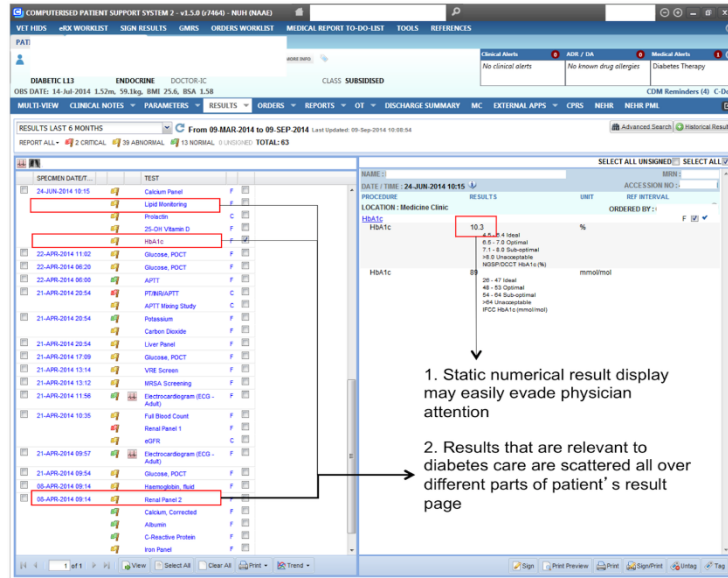 COMPUTERISED PATIENT SUPPORT SYSTEM 2 - v1.5.0 (r7464) - NUH (NAAE)
VET HIDS eRX WORKLIST SIGN RESULTS GMRS ORDERS WORKLIST MEDICAL REPORT TO-DO-LIST TOOLS REFERENCES
PATI
Clinical Alerts 0 ADR / DA 0 Medical Alerts 1
No clinical alerts No known drug allergies Diabetes Therapy
DIABETIC L13 ENDOCRINE DOCTOR-IC CLASS SUBSIDISED
OBS DATE: 14-Jul-2014 1.52m, 59.1kg, BMI 25.6, BSA 1.58 CDM Reminders (4) C-Do
MULTI-VIEW CLINICAL NOTES PARAMETERS RESULTS ORDERS REPORTS OT DISCHARGE SUMMARY MC EXTERNAL APPS CPRS NEHR NEHR PML
RESULTS LAST 6 MONTHS From 09-MAR-2014 to 09-SEP-2014 Last Updated: 09-Sep-2014 10:08:54 Advanced Search Historical Result
REPORT ALL 2 CRITICAL 39 ABNORMAL 13 NORMAL 0 UNSIGNED TOTAL: 63
SELECT ALL UNSIGNED SELECT ALL
SPECIMEN DATE/T... TEST
24-JUN-2014 10:15 Calcium Panel F
Lipid Monitoring F
Prolactin C
25-OH Vitamin D F
HbA1c F
22-APR-2014 11:02 Glucose, POCT F
22-APR-2014 06:20 Glucose, POCT F
22-APR-2014 06:00 APTT F
21-APR-2014 20:54 PT/INR/APTT C
APTT Mixing Study C
21-APR-2014 20:54 Potassium F
Carbon Dioxide F
21-APR-2014 20:54 Liver Panel F
21-APR-2014 17:09 Glucose, POCT F
21-APR-2014 13:14 VRE Screen F
21-APR-2014 13:12 MRSA Screening F
21-APR-2014 11:56 Electrocardiogram (ECG - Adult) F
21-APR-2014 10:35 Full Blood Count F
Renal Panel 1 F
eGFR C
21-APR-2014 09:57 Electrocardiogram (ECG - Adult) F
21-APR-2014 09:54 Glucose, POCT F
05-APR-2014 09:14 Haemoglobin, fluid F
05-APR-2014 09:14 Renal Panel 2 F
Calcium, Corrected F
Albumin F
C-Reactive Protein F
Iron Panel F
1 of 1 View Select All Clear All Print Trend
NAME : MRN :
DATE / TIME : 24-JUN-2014 10:15 ACCESSION NO :
PROCEDURE RESULTS UNIT REF INTERVAL
LOCATION : Medicine Clinic ORDERED BY :
HbA1c F
HbA1c 10.3 %
6.4 Ideal
6.5 - 7.0 Optimal
7.1 - 8.0 Sub-optimal
>8.0 Unacceptable
NGSP/DCCT HbA1c (%)
HbA1c 89 mmol/mol
26 - 47 Ideal
48 - 53 Optimal
54 - 64 Sub-optimal
>64 Unacceptable
IFCC HbA1c (mmol/mol)
1. Static numerical result display
may easily evade physician
attention
2. Results that are relevant to
diabetes care are scattered all over
different parts of patient's result
page
Sign Print Preview Print Sign/Print Untag Tag